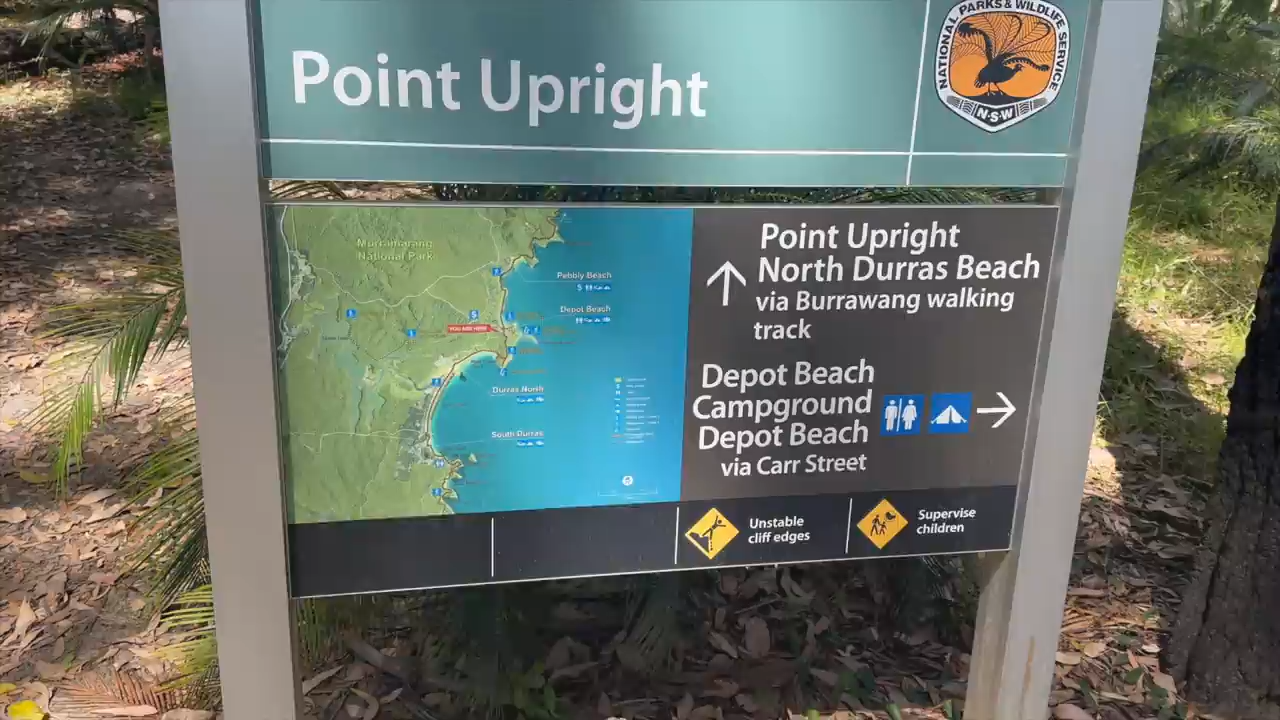 Point Upright
NATIONAL PARKS & WILDLIFE SERVICE
N·S·W
Murramarang
National Park
Pebbly Beach
Depot Beach
YOU ARE HERE
Durras North
South Durras
Point Upright
North Durras Beach
via Burrawang walking
track
Depot Beach
Campground
Depot Beach
via Carr Street
Unstable
cliff edges
Supervise
children